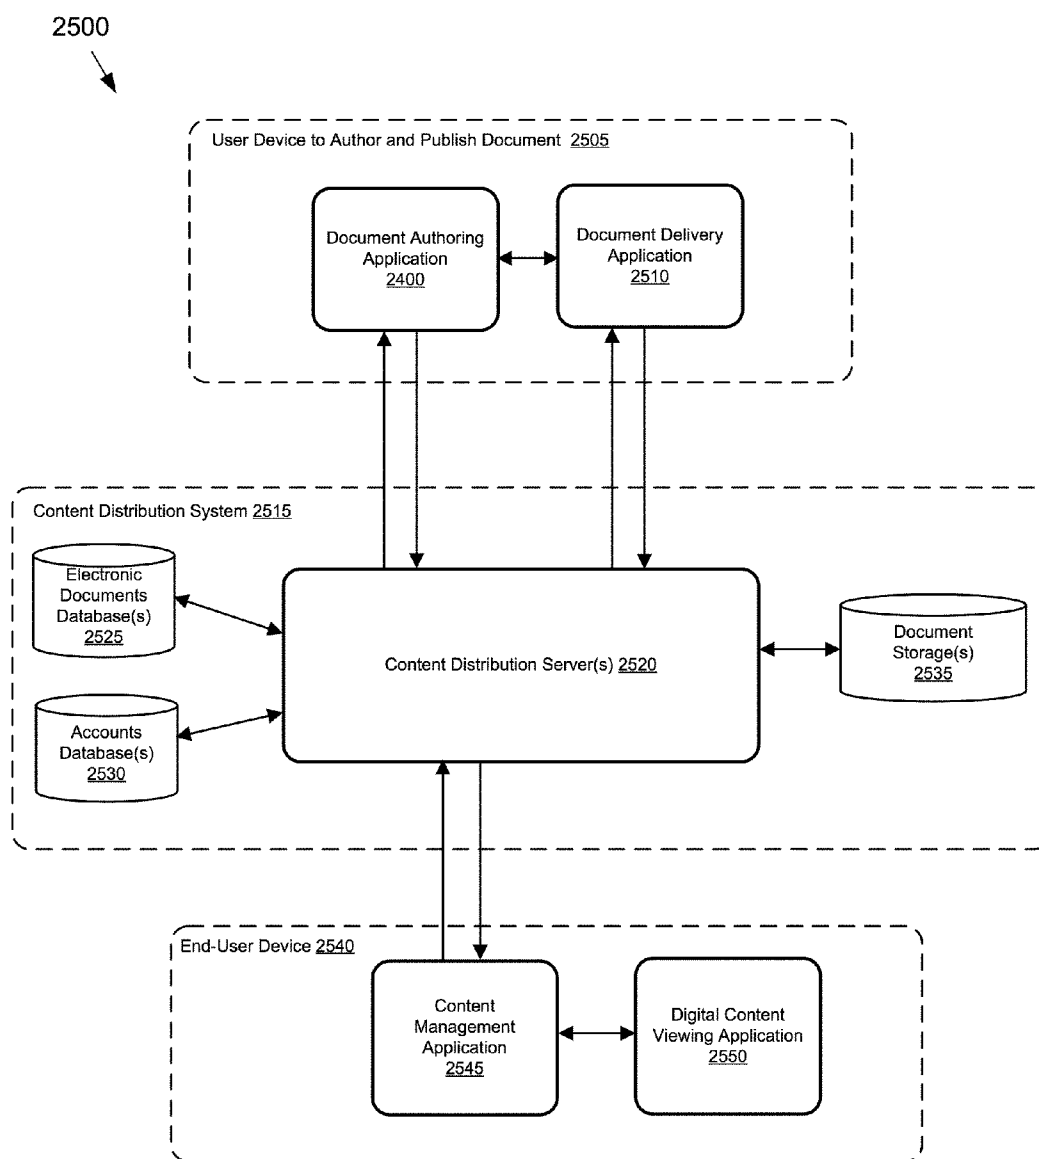 2500
User Device to Author and Publish Document 2505
Document Authoring
Application
2400
Document Delivery
Application
2510
Content Distribution System 2515
Electronic
Documents
Database(s)
2525
Content Distribution Server(s) 2520
Document
Storage(s)
2535
Accounts
Database(s)
2530
End-User Device 2540
Content
Management
Application
2545
Digital Content
Viewing Application
2550